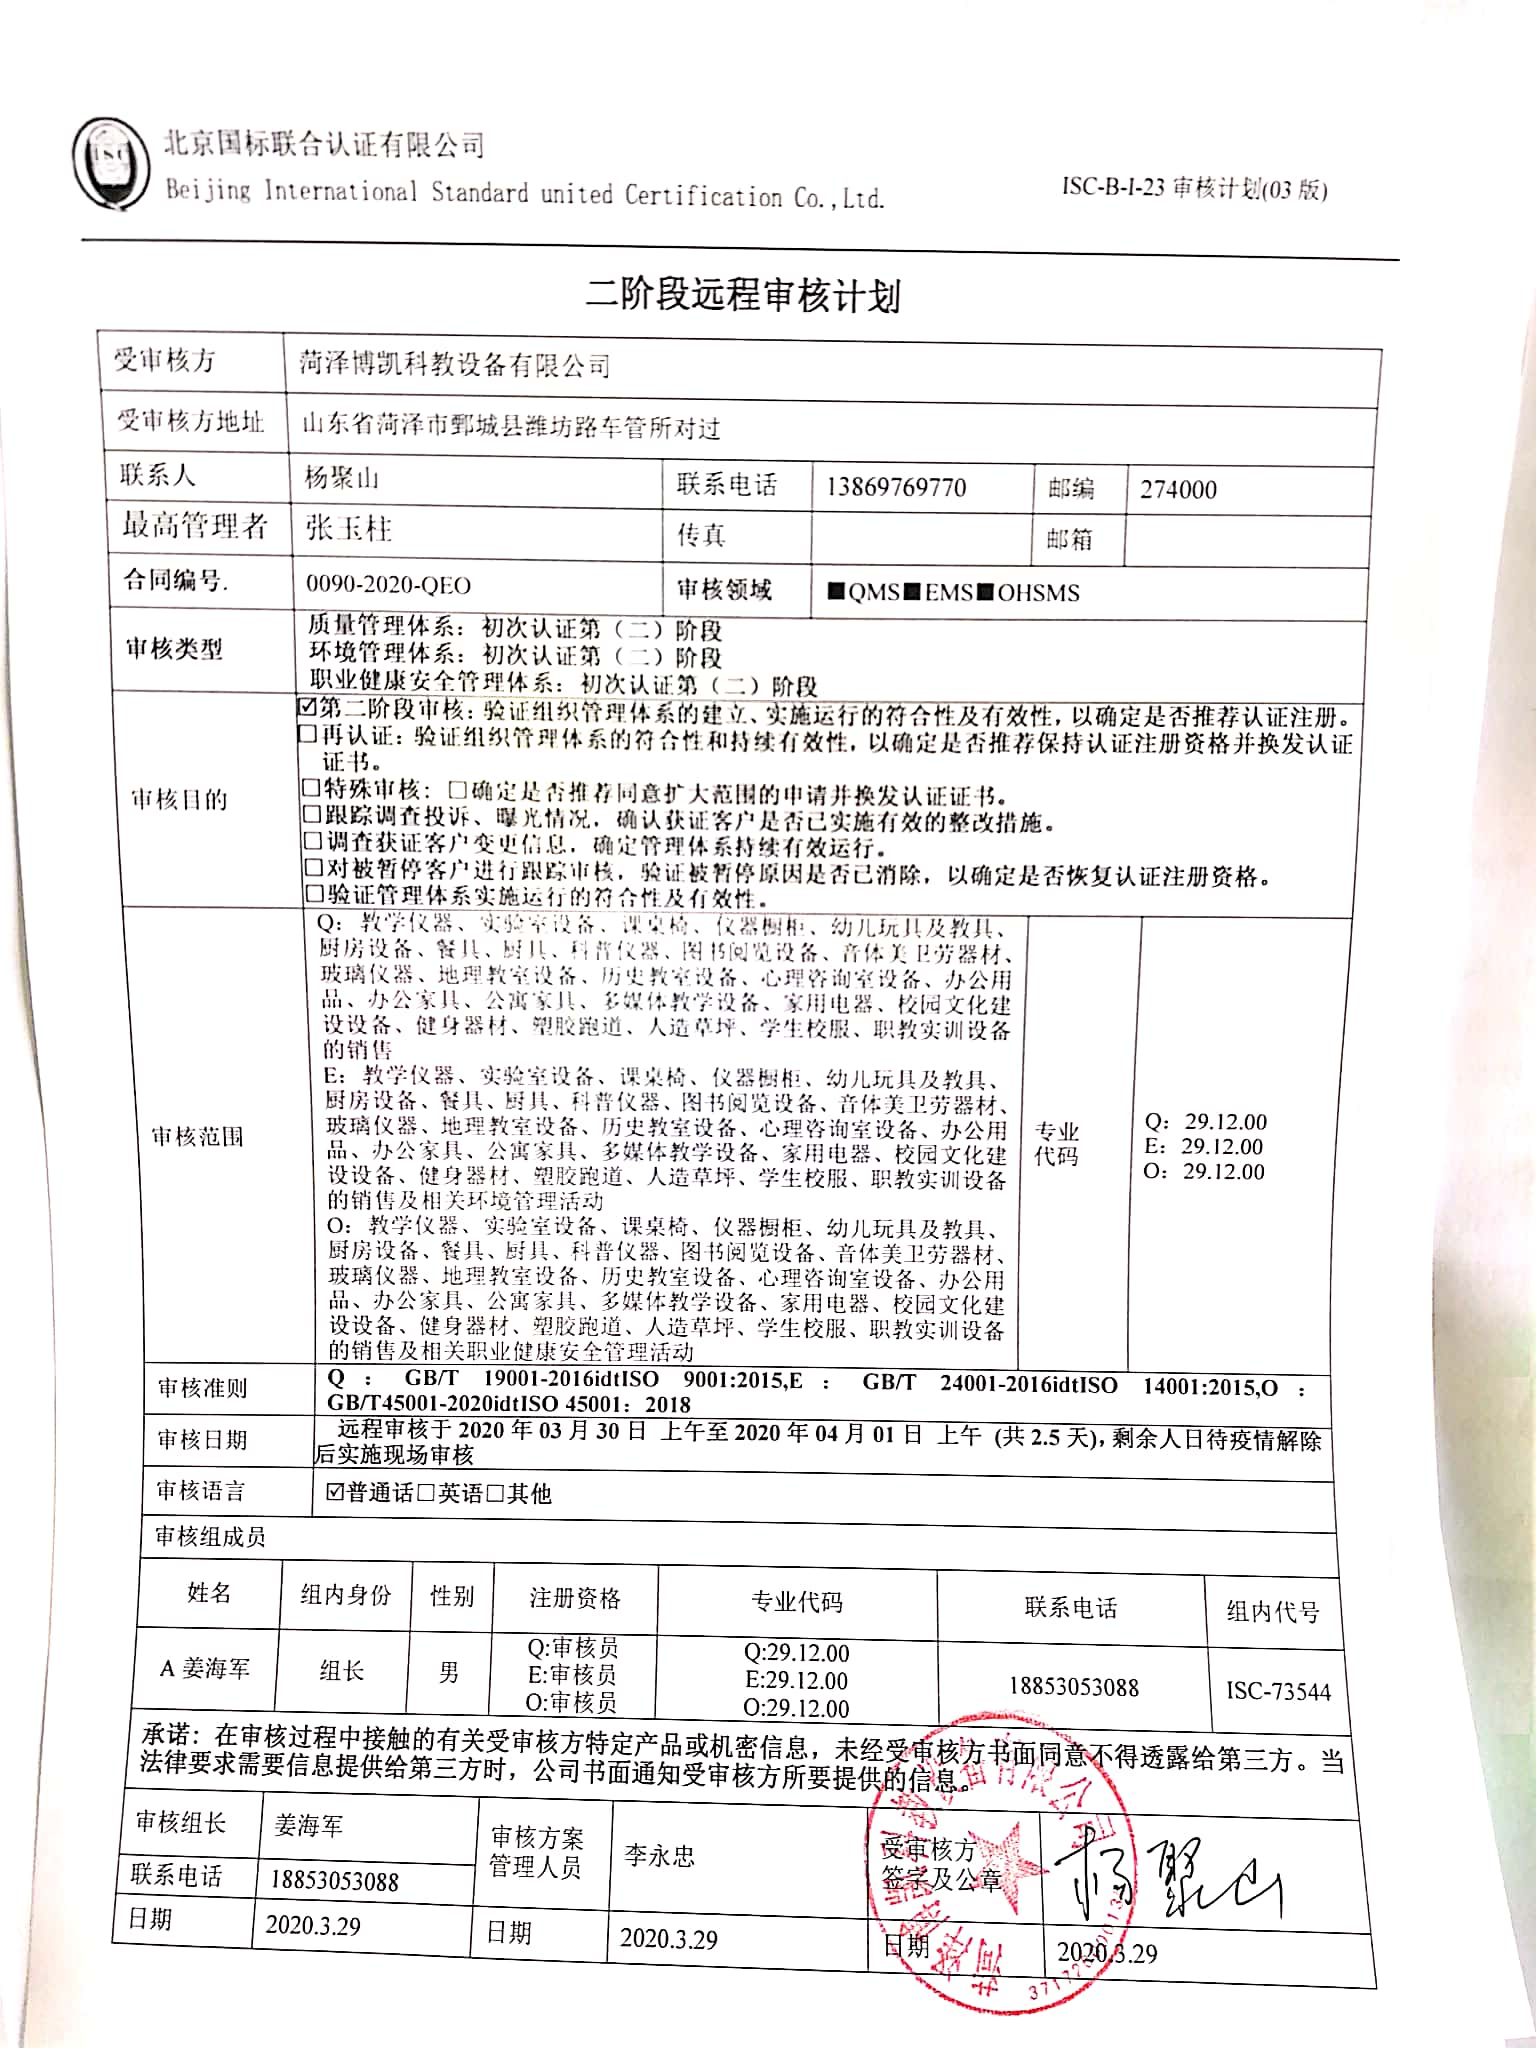 ISC
北京国标联合认证有限公司
Beijing International Standard united Certification Co.,Ltd.
ISC-B-I-23 审核计划(03 版)
二阶段远程审核计划
受审核方 菏泽博凯科教设备有限公司
受审核方地址 山东省菏泽市鄄城县潍坊路车管所对过
联系人 杨聚山 联系电话 13869769770 邮编 274000
最高管理者 张玉柱 传真 邮箱
合同编号. 0090-2020-QEO 审核领域 ■QMS■EMS■OHSMS
审核类型
质量管理体系：初次认证第（二）阶段
环境管理体系：初次认证第（二）阶段
职业健康安全管理体系：初次认证第（二）阶段
审核目的
☑第二阶段审核：验证组织管理体系的建立、实施运行的符合性及有效性，以确定是否推荐认证注册。
□再认证：验证组织管理体系的符合性和持续有效性，以确定是否推荐保持认证注册资格并换发认证
证书。
□特殊审核：□确定是否推荐同意扩大范围的申请并换发认证证书。
□跟踪调查投诉、曝光情况，确认获证客户是否已实施有效的整改措施。
□调查获证客户变更信息，确定管理体系持续有效运行。
□对被暂停客户进行跟踪审核，验证被暂停原因是否已消除，以确定是否恢复认证注册资格。
□验证管理体系实施运行的符合性及有效性。
审核范围
Q：教学仪器、实验室设备、课桌椅、仪器橱柜、幼儿玩具及教具、
厨房设备、餐具、厨具、科普仪器、图书阅览设备、音体美卫劳器材、
玻璃仪器、地理教室设备、历史教室设备、心理咨询室设备、办公用
品、办公家具、公寓家具、多媒体教学设备、家用电器、校园文化建
设设备、健身器材、塑胶跑道、人造草坪、学生校服、职教实训设备
的销售
E：教学仪器、实验室设备、课桌椅、仪器橱柜、幼儿玩具及教具、
厨房设备、餐具、厨具、科普仪器、图书阅览设备、音体美卫劳器材、
玻璃仪器、地理教室设备、历史教室设备、心理咨询室设备、办公用
品、办公家具、公寓家具、多媒体教学设备、家用电器、校园文化建
设设备、健身器材、塑胶跑道、人造草坪、学生校服、职教实训设备
的销售及相关环境管理活动
O：教学仪器、实验室设备、课桌椅、仪器橱柜、幼儿玩具及教具、
厨房设备、餐具、厨具、科普仪器、图书阅览设备、音体美卫劳器材、
玻璃仪器、地理教室设备、历史教室设备、心理咨询室设备、办公用
品、办公家具、公寓家具、多媒体教学设备、家用电器、校园文化建
设设备、健身器材、塑胶跑道、人造草坪、学生校服、职教实训设备
的销售及相关职业健康安全管理活动
专业
代码
Q：29.12.00
E：29.12.00
O：29.12.00
审核准则
Q ： GB/T 19001-2016idtISO 9001:2015,E ： GB/T 24001-2016idtISO 14001:2015,O ：
GB/T45001-2020idtISO 45001：2018
审核日期
远程审核于 2020 年 03 月 30 日 上午至 2020 年 04 月 01 日 上午 (共 2.5 天)，剩余人日待疫情解除
后实施现场审核
审核语言 ☑普通话□英语□其他
审核组成员
姓名 组内身份 性别 注册资格 专业代码 联系电话 组内代号
A 姜海军 组长 男
Q:审核员
E:审核员
O:审核员
Q:29.12.00
E:29.12.00
O:29.12.00
18853053088 ISC-73544
承诺：在审核过程中接触的有关受审核方特定产品或机密信息，未经受审核方书面同意不得透露给第三方。当
法律要求需要信息提供给第三方时，公司书面通知受审核方所要提供的信息。
审核组长 姜海军
审核方案
管理人员
李永忠
受审核方
签字及公章
杨聚山
联系电话 18853053088
日期 2020.3.29 日期 2020.3.29 日期 2020.3.29